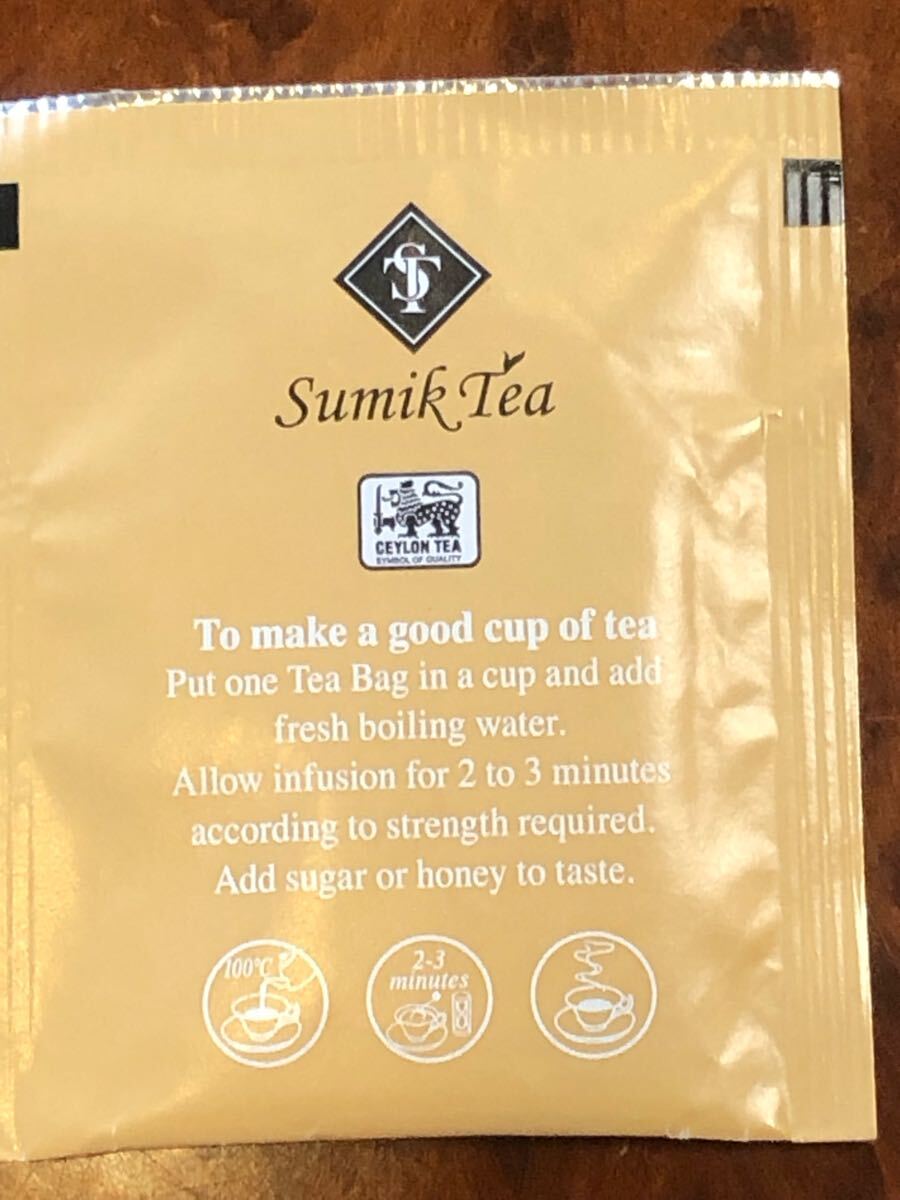 ST
Sumik Tea
CEYLON TEA
SYMBOL OF QUALITY
To make a good cup of tea
Put one Tea Bag in a cup and add
fresh boiling water.
Allow infusion for 2 to 3 minutes
according to strength required.
Add sugar or honey to taste.
100°C
2-3
minutes